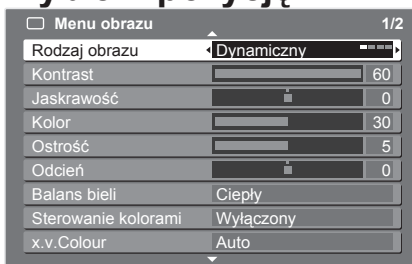 Menu obrazu 1/2
Rodzaj obrazu Dynamiczny
Kontrast 60
Jaskrawość 0
Kolor 30
Ostrość 5
Odcień 0
Balans bieli Ciepły
Sterowanie kolorami Wyłączony
x.v.Colour Auto